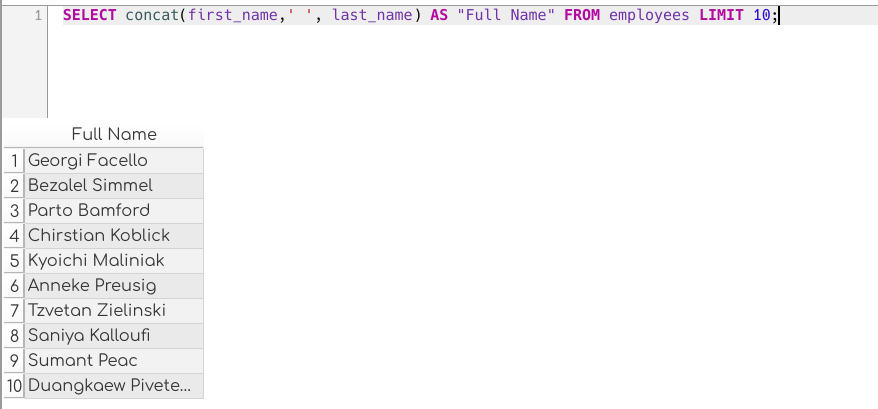 1 SELECT concat(first_name,' ', last_name) AS "Full Name" FROM employees LIMIT 10;
Full Name
1 Georgi Facello
2 Bezalel Simmel
3 Parto Bamford
4 Chirstian Koblick
5 Kyoichi Maliniak
6 Anneke Preusig
7 Tzvetan Zielinski
8 Saniya Kalloufi
9 Sumant Peac
10 Duangkaew Pivete...